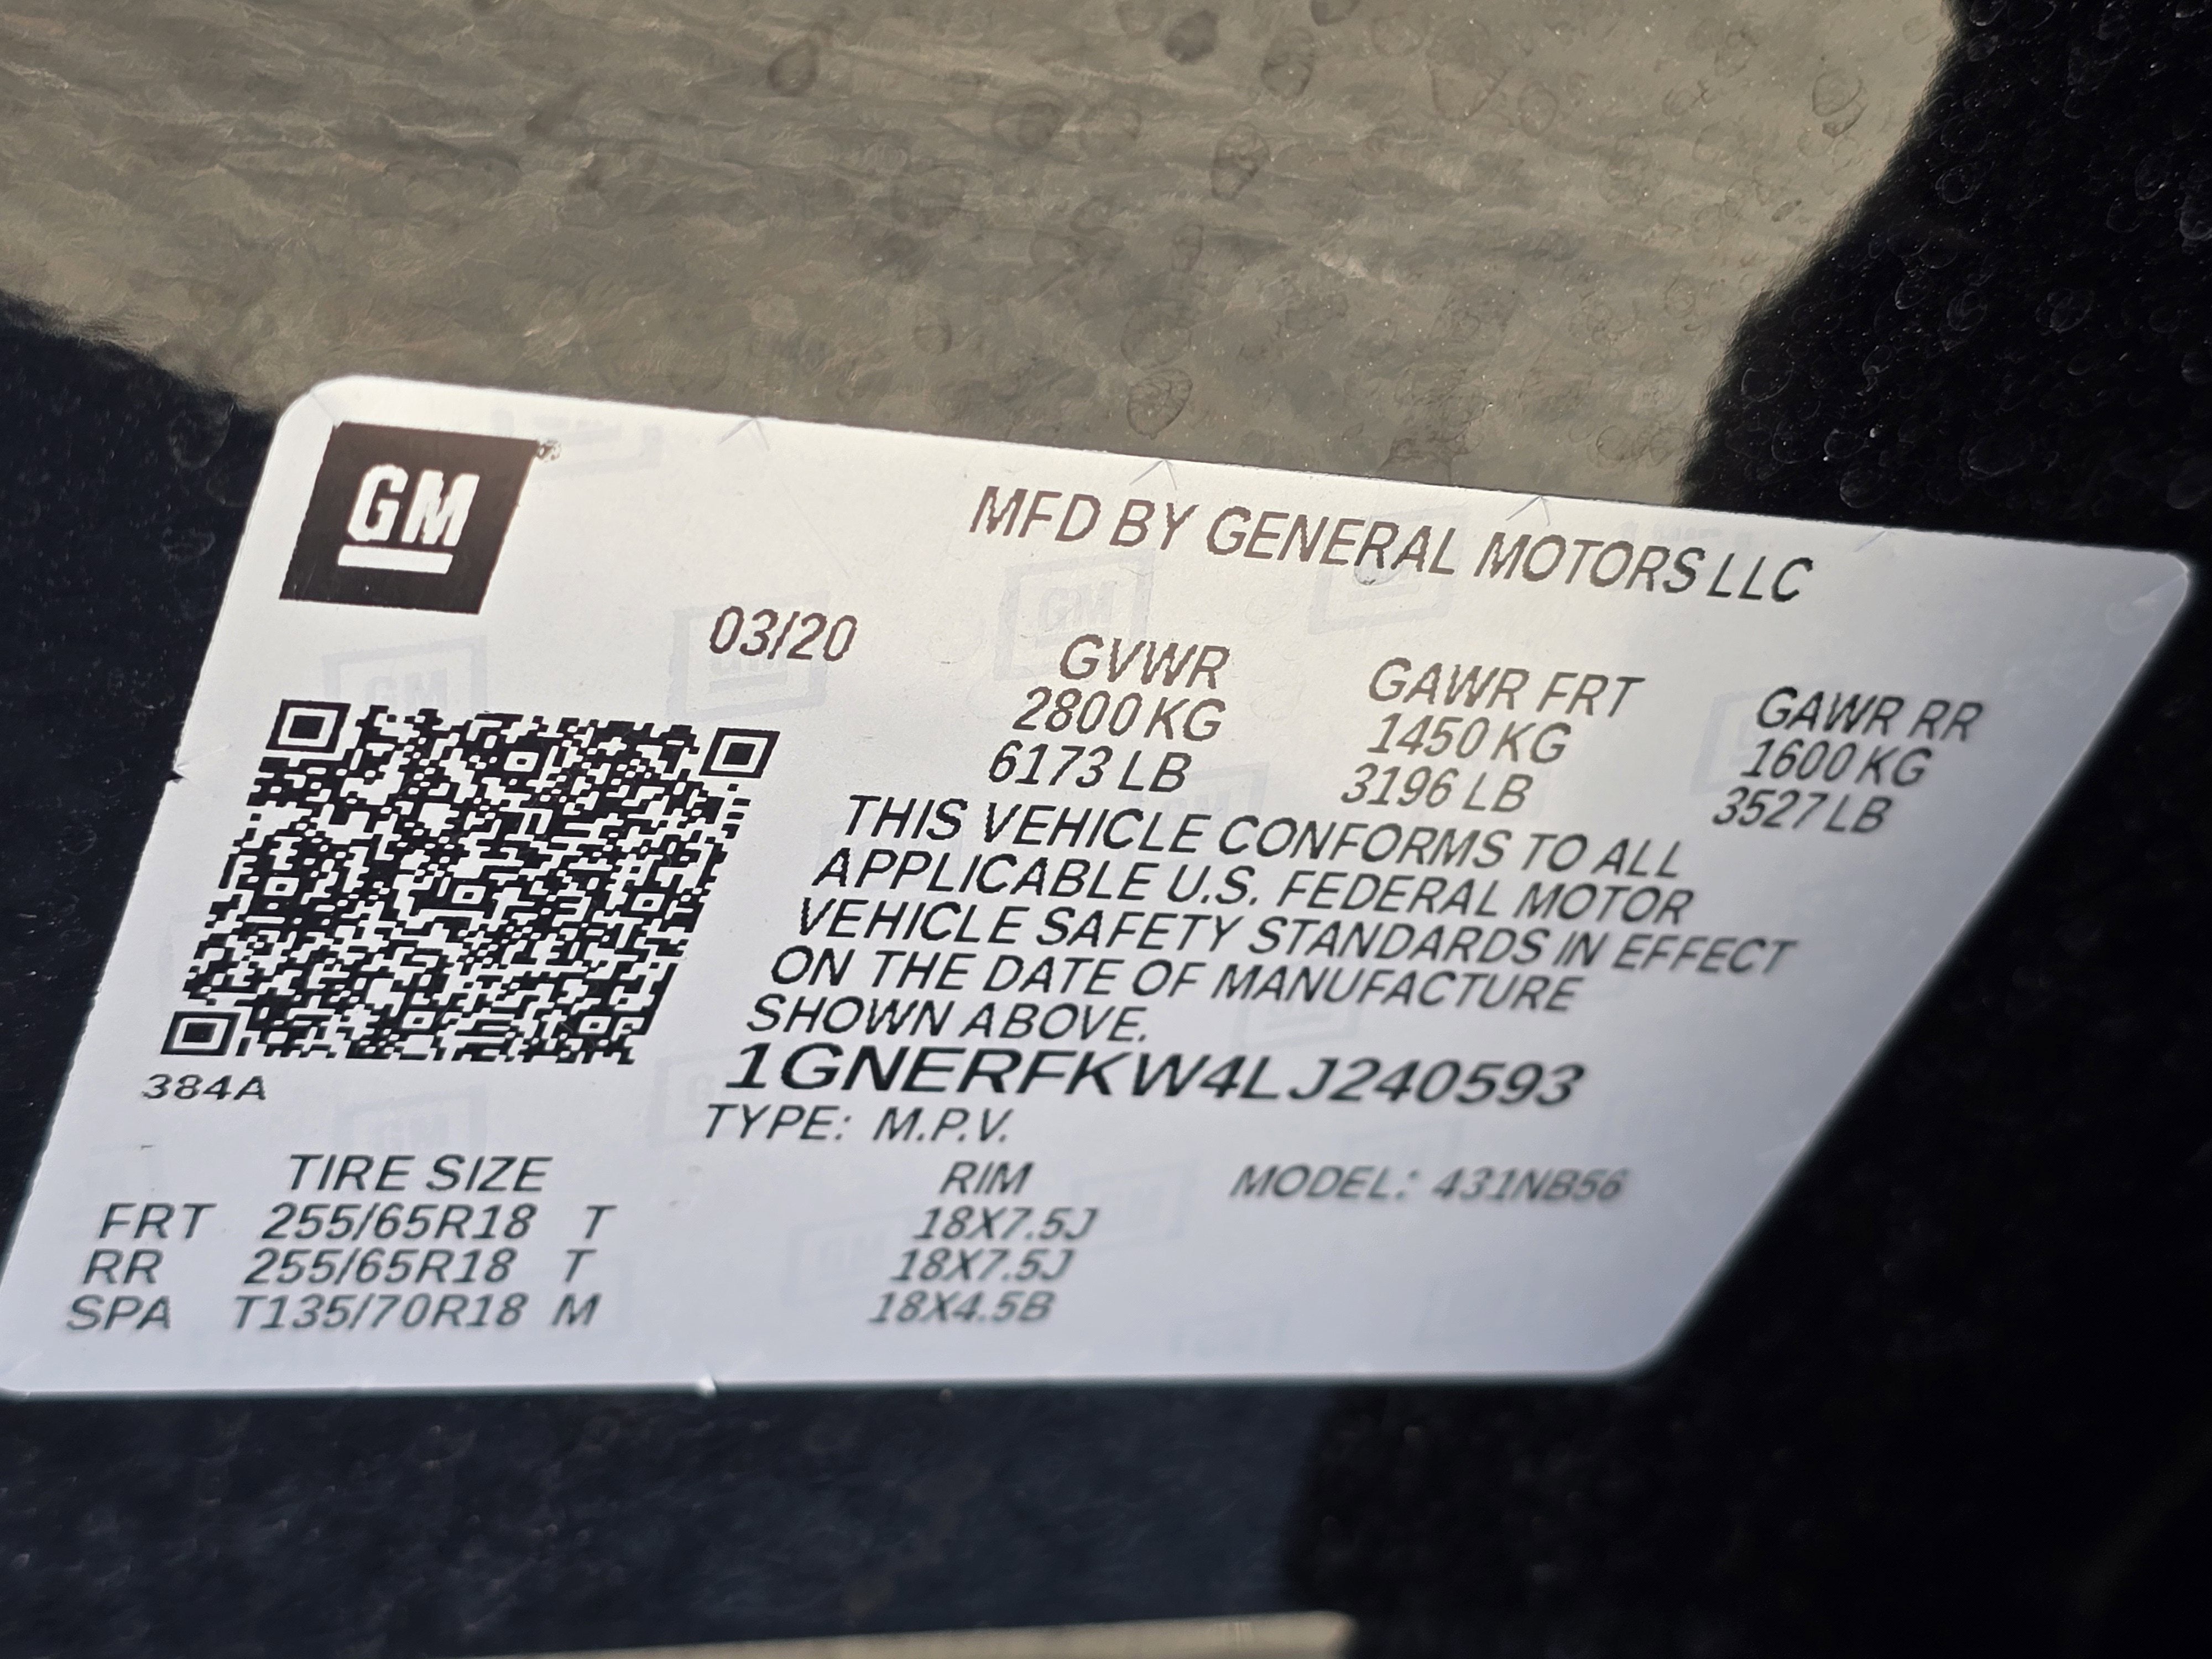 GM
MFD BY GENERAL MOTORS LLC
03/20
GVWR GAWR FRT GAWR RR
2800 KG 1450 KG 1600 KG
6173 LB 3196 LB 3527 LB
THIS VEHICLE CONFORMS TO ALL
APPLICABLE U.S. FEDERAL MOTOR
VEHICLE SAFETY STANDARDS IN EFFECT
ON THE DATE OF MANUFACTURE
SHOWN ABOVE.
1GNERFKW4LJ240593
384A
TYPE: M.P.V.
TIRE SIZE RIM MODEL: 431NB56
FRT 255/65R18 T 18X7.5J
RR 255/65R18 T 18X7.5J
SPA T135/70R18 M 18X4.5B